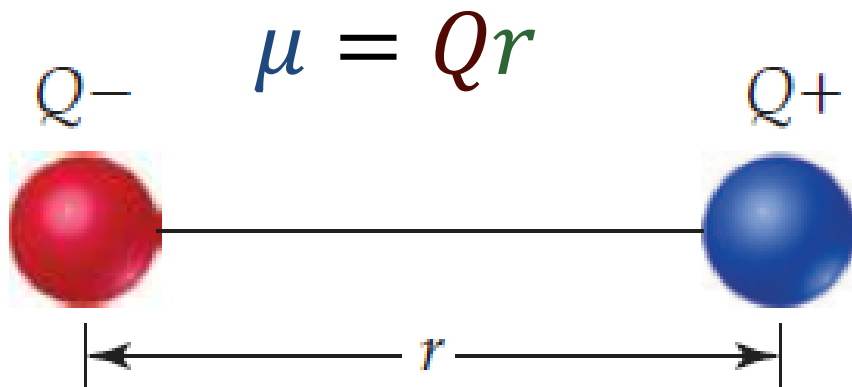 μ = Qr
Q− Q+
r